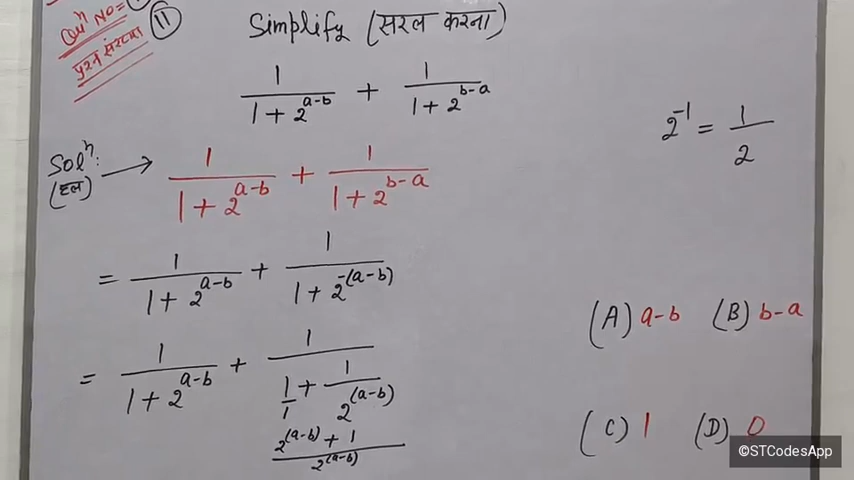 Quⁿ No=
प्रश्न संख्या
11
Simplify (सरल करना)
1/(1+2^(a-b)) + 1/(1+2^(b-a))
2^-1 = 1/2
Solⁿ: → 1/(1+2^(a-b)) + 1/(1+2^(b-a))
(हल)
= 1/(1+2^(a-b)) + 1/(1+2^-(a-b))
= 1/(1+2^(a-b)) + 1/(1/1 + 1/2^(a-b))
(2^(a-b)+1)/2^(a-b)
(A) a-b (B) b-a
(C) 1 (D) 0
©STCodesApp